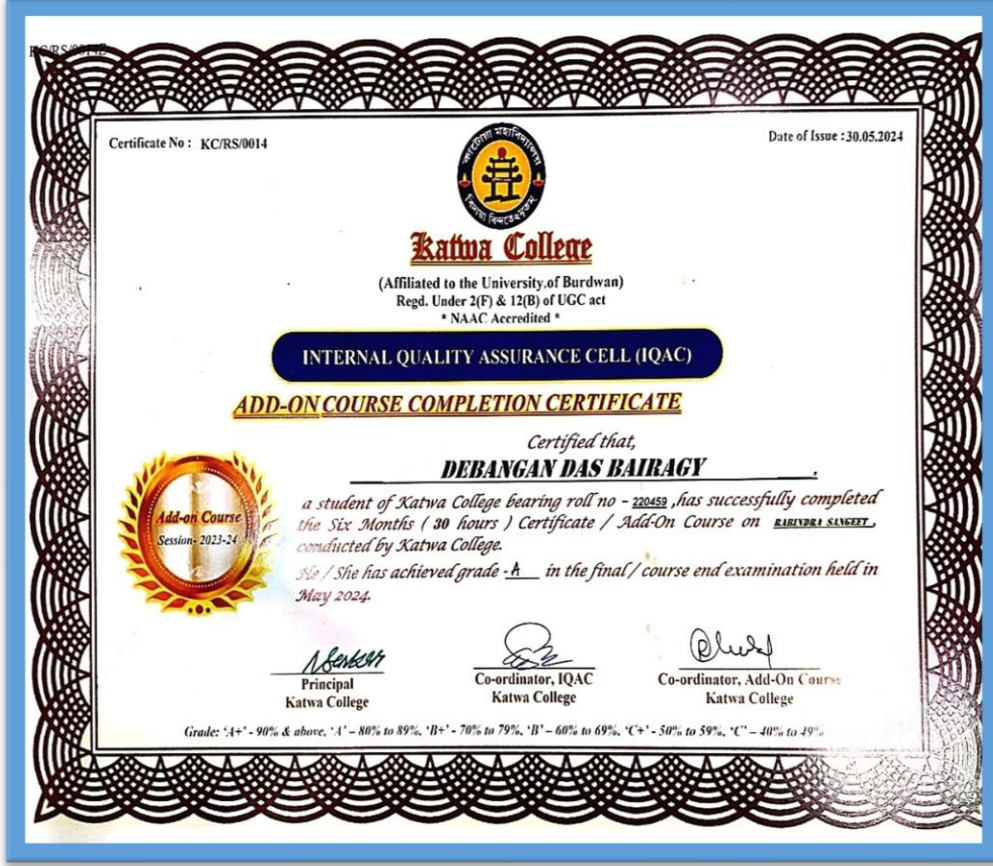 Certificate No : KC/RS/0014
Date of Issue :30.05.2024
কাটোয়া মহাবিদ্যালয়
Katwa College
(Affiliated to the University.of Burdwan)
Regd. Under 2(F) & 12(B) of UGC act
* NAAC Accredited *
INTERNAL QUALITY ASSURANCE CELL (IQAC)
ADD-ON COURSE COMPLETION CERTIFICATE
Certified that,
DEBANGAN DAS BAIRAGY .
a student of Katwa College bearing roll no - 220459 ,has successfully completed
the Six Months ( 30 hours ) Certificate / Add-On Course on RABINDRA SANGEET ,
conducted by Katwa College.
He / She has achieved grade - A in the final / course end examination held in
May 2024.
Add-on Course
Session- 2023-24
Principal
Katwa College
Co-ordinator, IQAC
Katwa College
Co-ordinator, Add-On Course
Katwa College
Grade: 'A+' - 90% & above, 'A' - 80% to 89%, 'B+' - 70% to 79%, 'B' – 60% to 69%, 'C+' - 50% to 59%, 'C' – 40% to 49%